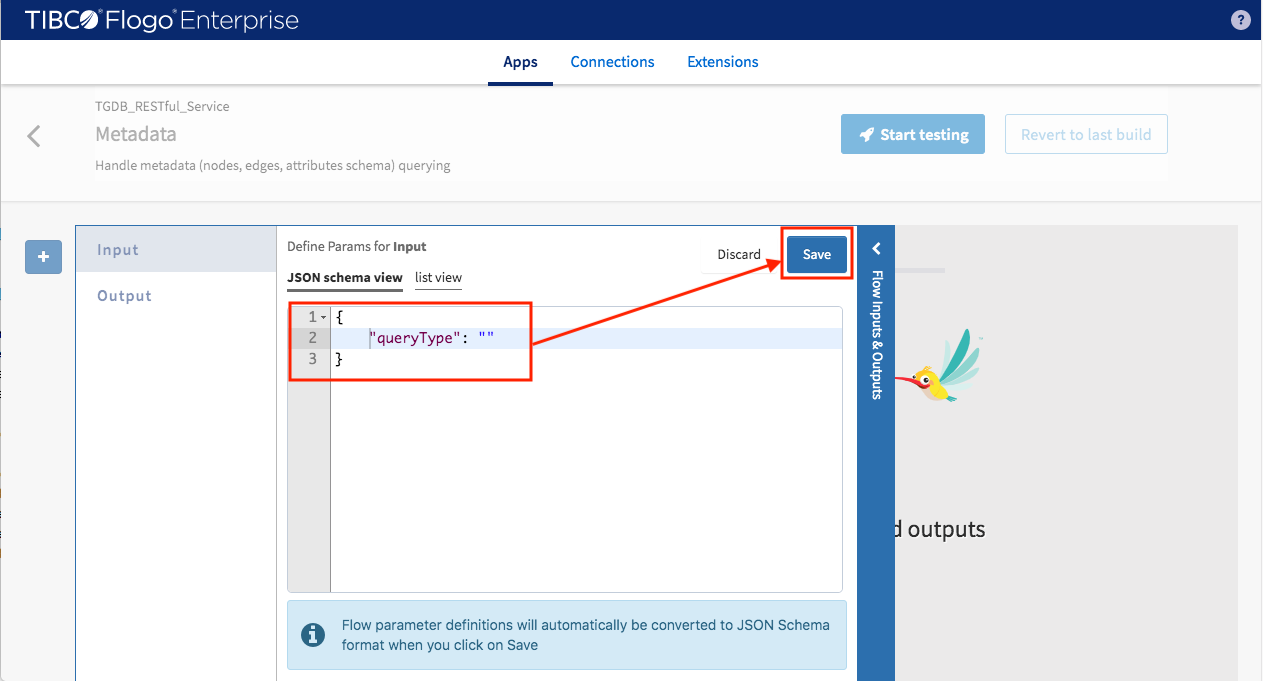 TIBCO® Flogo® Enterprise
?
Apps Connections Extensions
TGDB_RESTful_Service
Metadata
Handle metadata (nodes, edges, attributes schema) querying
Start testing
Revert to last build
+
Input
Output
Define Params for Input
Discard
Save
JSON schema view list view
1 {
2 "queryType": ""
3 }
Flow parameter definitions will automatically be converted to JSON Schema
format when you click on Save
Flow Inputs & Outputs
outputs